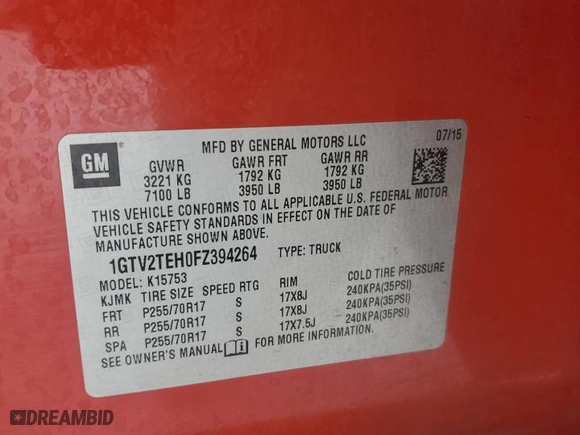 GM
MFD BY GENERAL MOTORS LLC
07/15
GVWR GAWR FRT GAWR RR
3221 KG 1792 KG 1792 KG
7100 LB 3950 LB 3950 LB
THIS VEHICLE CONFORMS TO ALL APPLICABLE U.S. FEDERAL MOTOR
VEHICLE SAFETY STANDARDS IN EFFECT ON THE DATE OF
MANUFACTURE SHOWN ABOVE.
1GTV2TEH0FZ394264 TYPE: TRUCK
MODEL: K15753
KJMK TIRE SIZE SPEED RTG RIM COLD TIRE PRESSURE
FRT P255/70R17 S 17X8J 240KPA(35PSI)
RR P255/70R17 S 17X8J 240KPA(35PSI)
SPA P255/70R17 S 17X7.5J 240KPA(35PSI)
SEE OWNER'S MANUAL FOR MORE INFORMATION.
DREAMBID